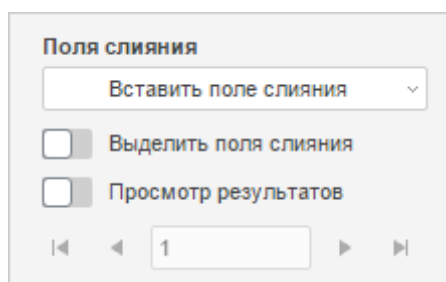 Поля слияния
Вставить поле слияния
Выделить поля слияния
Просмотр результатов
1